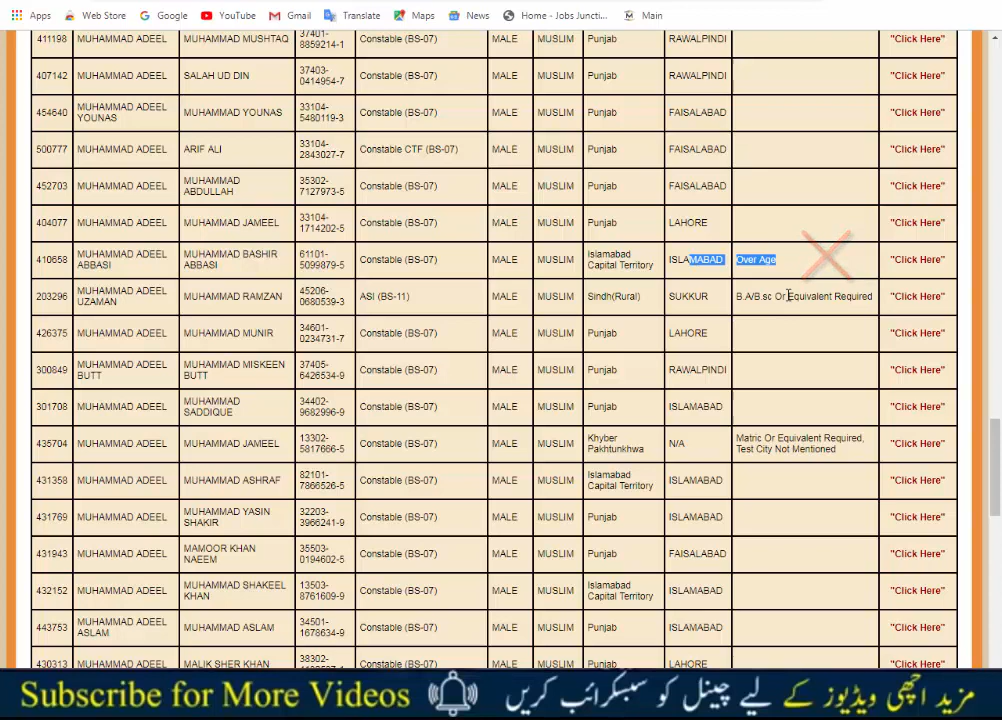 Apps Web Store Google YouTube Gmail Translate Maps News Home - Jobs Juncti... Main
411198 MUHAMMAD ADEEL MUHAMMAD MUSHTAQ 37401-8859214-1 Constable (BS-07) MALE MUSLIM Punjab RAWALPINDI "Click Here"
407142 MUHAMMAD ADEEL SALAH UD DIN 37403-0414954-7 Constable (BS-07) MALE MUSLIM Punjab RAWALPINDI "Click Here"
454640 MUHAMMAD ADEEL YOUNAS MUHAMMAD YOUNAS 33104-5480119-3 Constable (BS-07) MALE MUSLIM Punjab FAISALABAD "Click Here"
500777 MUHAMMAD ADEEL ARIF ALI 33104-2843027-7 Constable CTF (BS-07) MALE MUSLIM Punjab FAISALABAD "Click Here"
452703 MUHAMMAD ADEEL MUHAMMAD ABDULLAH 35302-7127973-5 Constable (BS-07) MALE MUSLIM Punjab FAISALABAD "Click Here"
404077 MUHAMMAD ADEEL MUHAMMAD JAMEEL 33104-1714202-5 Constable (BS-07) MALE MUSLIM Punjab LAHORE "Click Here"
410658 MUHAMMAD ADEEL ABBASI MUHAMMAD BASHIR ABBASI 61101-5099879-5 Constable (BS-07) MALE MUSLIM Islamabad Capital Territory ISLAMABAD Over Age "Click Here"
203296 MUHAMMAD ADEEL UZAMAN MUHAMMAD RAMZAN 45206-0680539-3 ASI (BS-11) MALE MUSLIM Sindh(Rural) SUKKUR B.A/B.sc Or Equivalent Required "Click Here"
426375 MUHAMMAD ADEEL MUHAMMAD MUNIR 34601-0234731-7 Constable (BS-07) MALE MUSLIM Punjab LAHORE "Click Here"
300849 MUHAMMAD ADEEL BUTT MUHAMMAD MISKEEN BUTT 37405-6426534-9 Constable (BS-07) MALE MUSLIM Punjab RAWALPINDI "Click Here"
301708 MUHAMMAD ADEEL MUHAMMAD SADDIQUE 34402-9682996-9 Constable (BS-07) MALE MUSLIM Punjab ISLAMABAD "Click Here"
435704 MUHAMMAD ADEEL MUHAMMAD JAMEEL 13302-5817666-5 Constable (BS-07) MALE MUSLIM Khyber Pakhtunkhwa N/A Matric Or Equivalent Required, Test City Not Mentioned "Click Here"
431358 MUHAMMAD ADEEL MUHAMMAD ASHRAF 82101-7866526-5 Constable (BS-07) MALE MUSLIM Islamabad Capital Territory ISLAMABAD "Click Here"
431769 MUHAMMAD ADEEL MUHAMMAD YASIN SHAKIR 32203-3966241-9 Constable (BS-07) MALE MUSLIM Punjab ISLAMABAD "Click Here"
431943 MUHAMMAD ADEEL MAMOOR KHAN NAEEM 35503-0194602-5 Constable (BS-07) MALE MUSLIM Punjab FAISALABAD "Click Here"
432152 MUHAMMAD ADEEL MUHAMMAD SHAKEEL KHAN 13503-8761609-9 Constable (BS-07) MALE MUSLIM Islamabad Capital Territory ISLAMABAD "Click Here"
443753 MUHAMMAD ADEEL ASLAM MUHAMMAD ASLAM 34501-1678634-9 Constable (BS-07) MALE MUSLIM Punjab ISLAMABAD "Click Here"
430313 MUHAMMAD ADEEL MALIK SHER KHAN 38302- Constable (BS-07) MALE MUSLIM Punjab LAHORE "Click Here"
Subscribe for More Videos مزید اچھی ویڈیوز کے لیے چینل کو سبسکرائب کریں